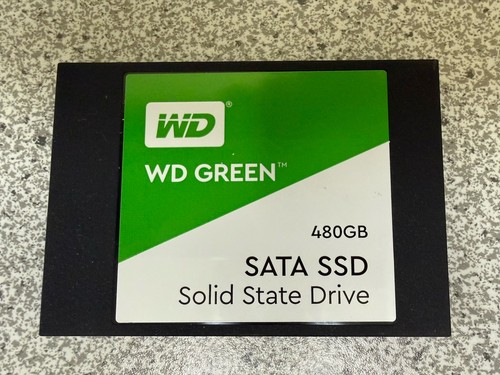 WD®
WD GREEN™
480GB
SATA SSD
Solid State Drive